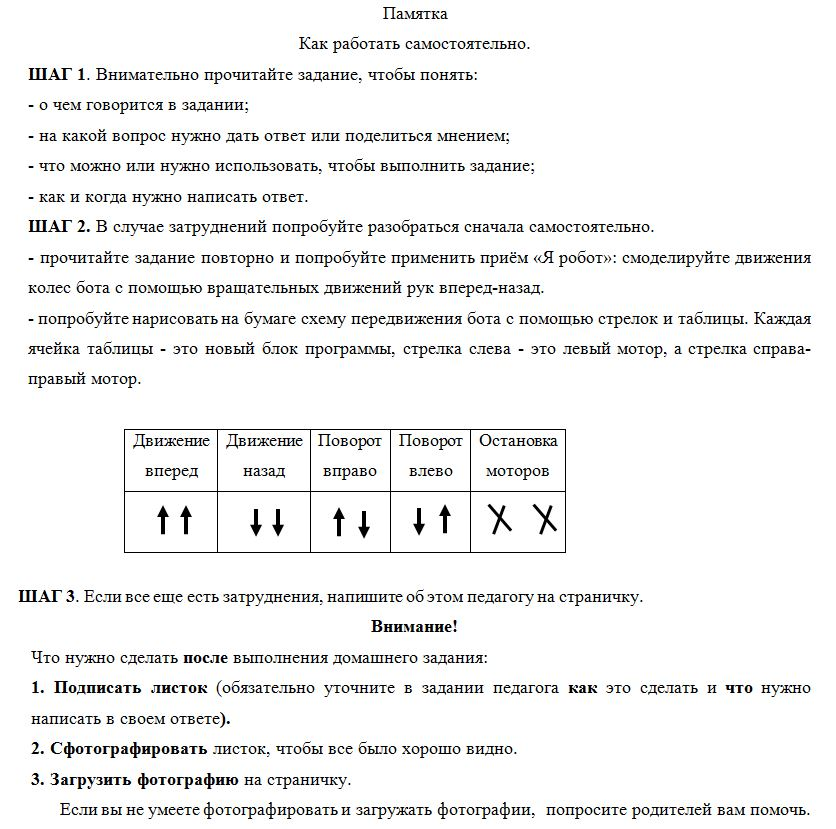 Памятка
Как работать самостоятельно.
ШАГ 1. Внимательно прочитайте задание, чтобы понять:
- о чем говорится в задании;
- на какой вопрос нужно дать ответ или поделиться мнением;
- что можно или нужно использовать, чтобы выполнить задание;
- как и когда нужно написать ответ.
ШАГ 2. В случае затруднений попробуйте разобраться сначала самостоятельно.
- прочитайте задание повторно и попробуйте применить приём «Я робот»: смоделируйте движения
колес бота с помощью вращательных движений рук вперед-назад.
- попробуйте нарисовать на бумаге схему передвижения бота с помощью стрелок и таблицы. Каждая
ячейка таблицы - это новый блок программы, стрелка слева - это левый мотор, а стрелка справа-
правый мотор.
Движение Движение Поворот Поворот Остановка
вперед назад вправо влево моторов
ШАГ 3. Если все еще есть затруднения, напишите об этом педагогу на страничку.
Внимание!
Что нужно сделать после выполнения домашнего задания:
1. Подписать листок (обязательно уточните в задании педагога как это сделать и что нужно
написать в своем ответе).
2. Сфотографировать листок, чтобы все было хорошо видно.
3. Загрузить фотографию на страничку.
Если вы не умеете фотографировать и загружать фотографии, попросите родителей вам помочь.